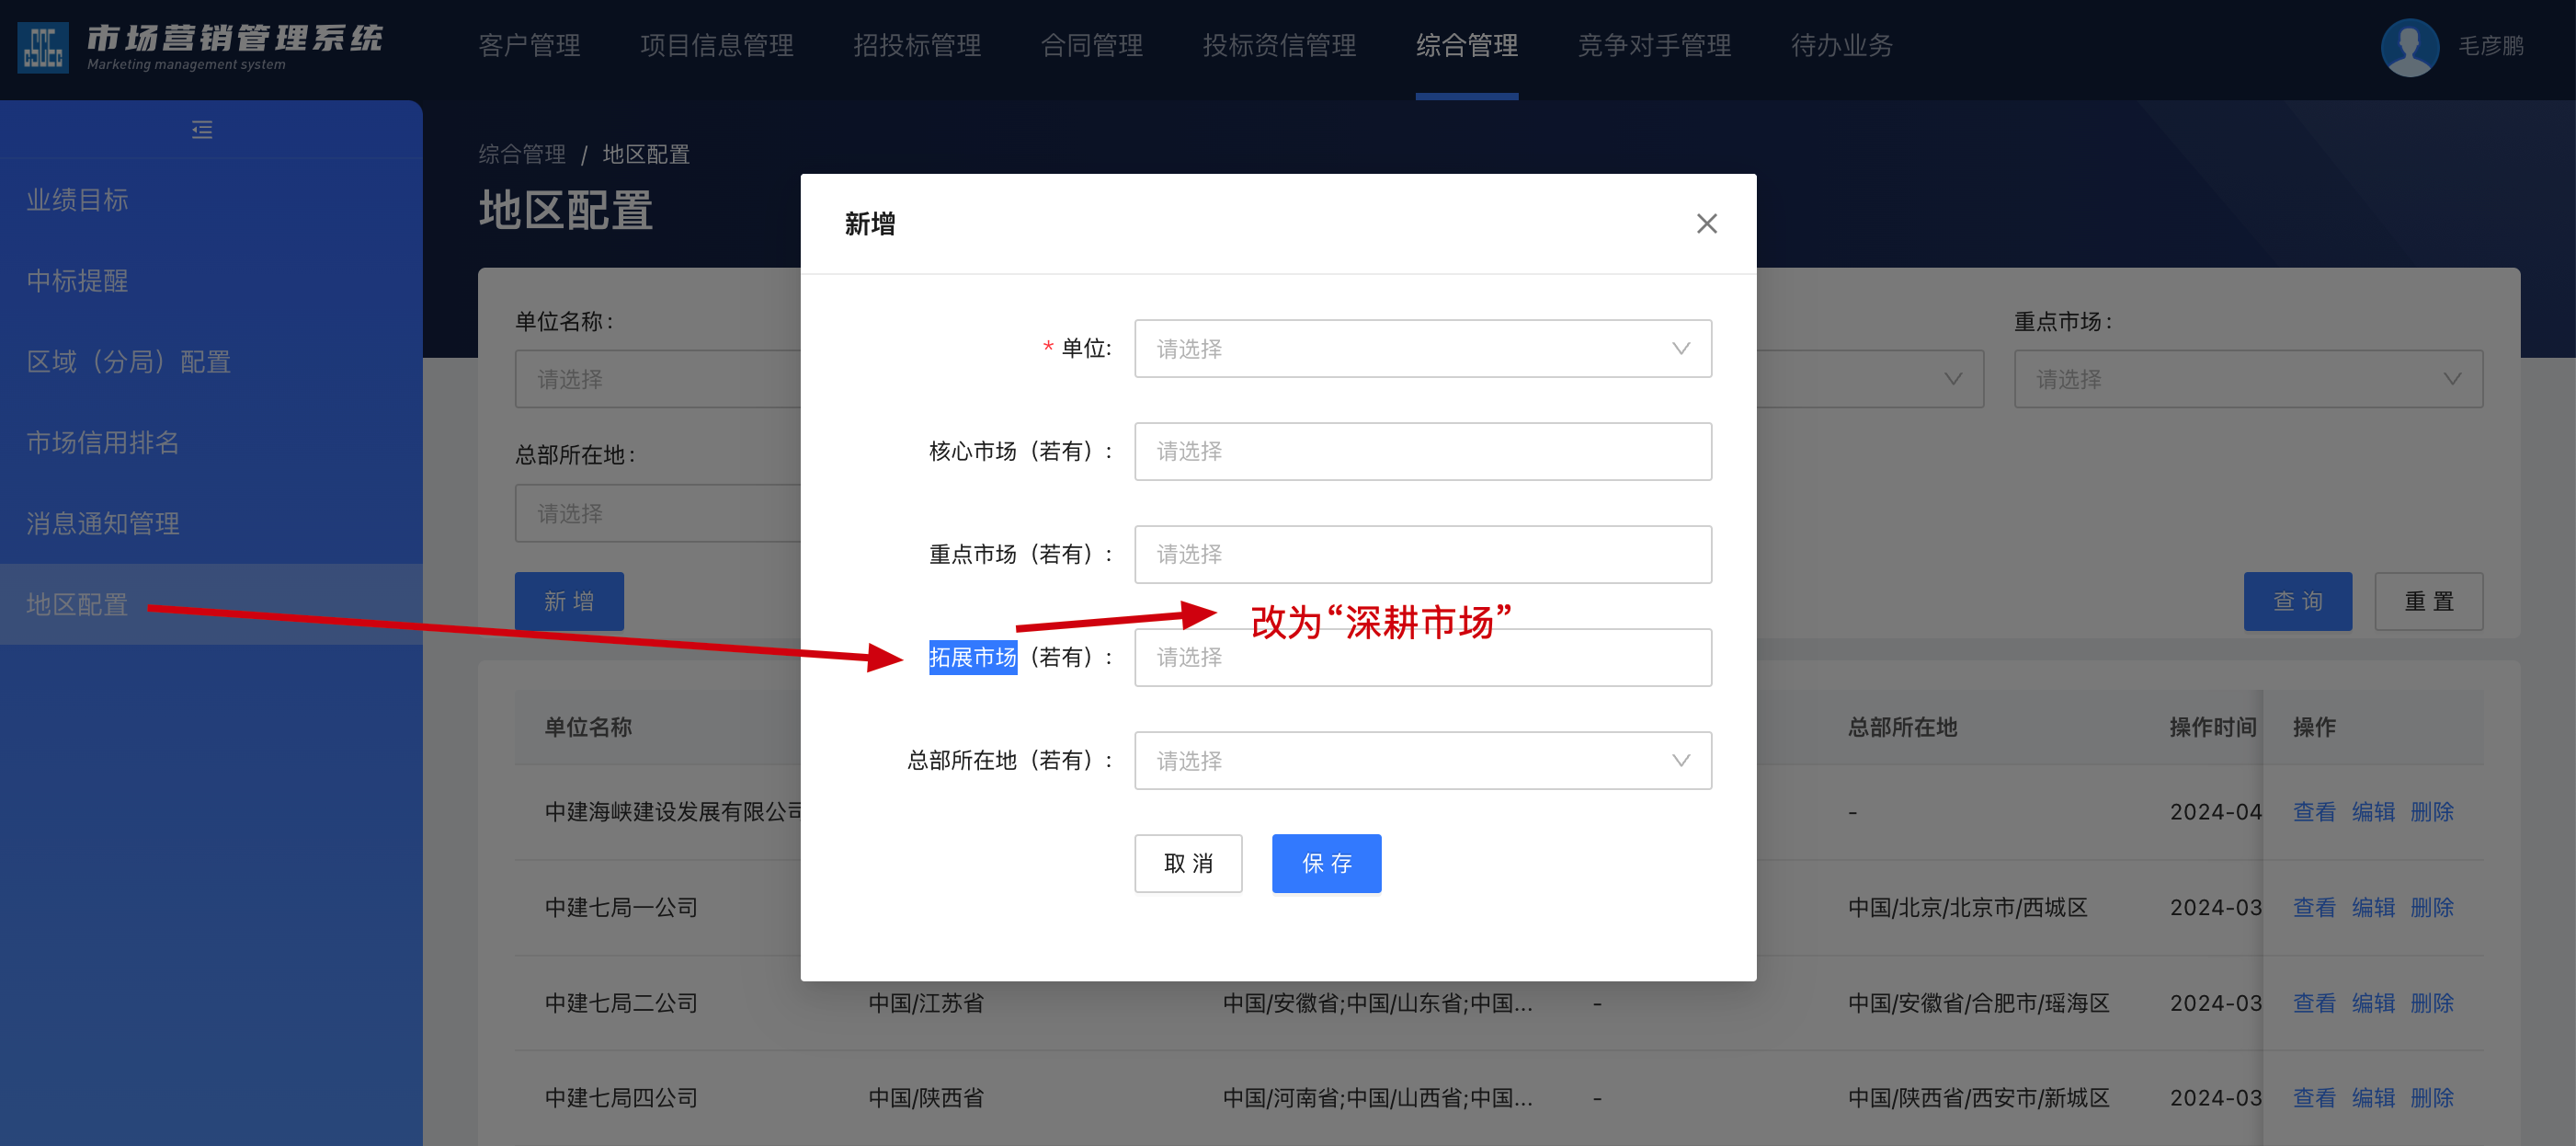 市场营销管理系统
Marketing management system
客户管理 项目信息管理 招投标管理 合同管理 投标资信管理 综合管理 竞争对手管理 待办业务
毛彦鹏
业绩目标
中标提醒
区域（分局）配置
市场信用排名
消息通知管理
地区配置
综合管理 / 地区配置
地区配置
单位名称:
请选择
重点市场:
请选择
总部所在地:
请选择
新 增
查 询 重 置
新增
* 单位: 请选择
核心市场（若有）: 请选择
重点市场（若有）: 请选择
改为“深耕市场”
拓展市场（若有）: 请选择
总部所在地（若有）: 请选择
取 消 保 存
单位名称 总部所在地 操作时间 操作
中建海峡建设发展有限公司 - 2024-04 查看 编辑 删除
中建七局一公司 中国/北京/北京市/西城区 2024-03 查看 编辑 删除
中建七局二公司 中国/江苏省 中国/安徽省;中国/山东省;中国... - 中国/安徽省/合肥市/瑶海区 2024-03 查看 编辑 删除
中建七局四公司 中国/陕西省 中国/河南省;中国/山西省;中国... - 中国/陕西省/西安市/新城区 2024-03 查看 编辑 删除